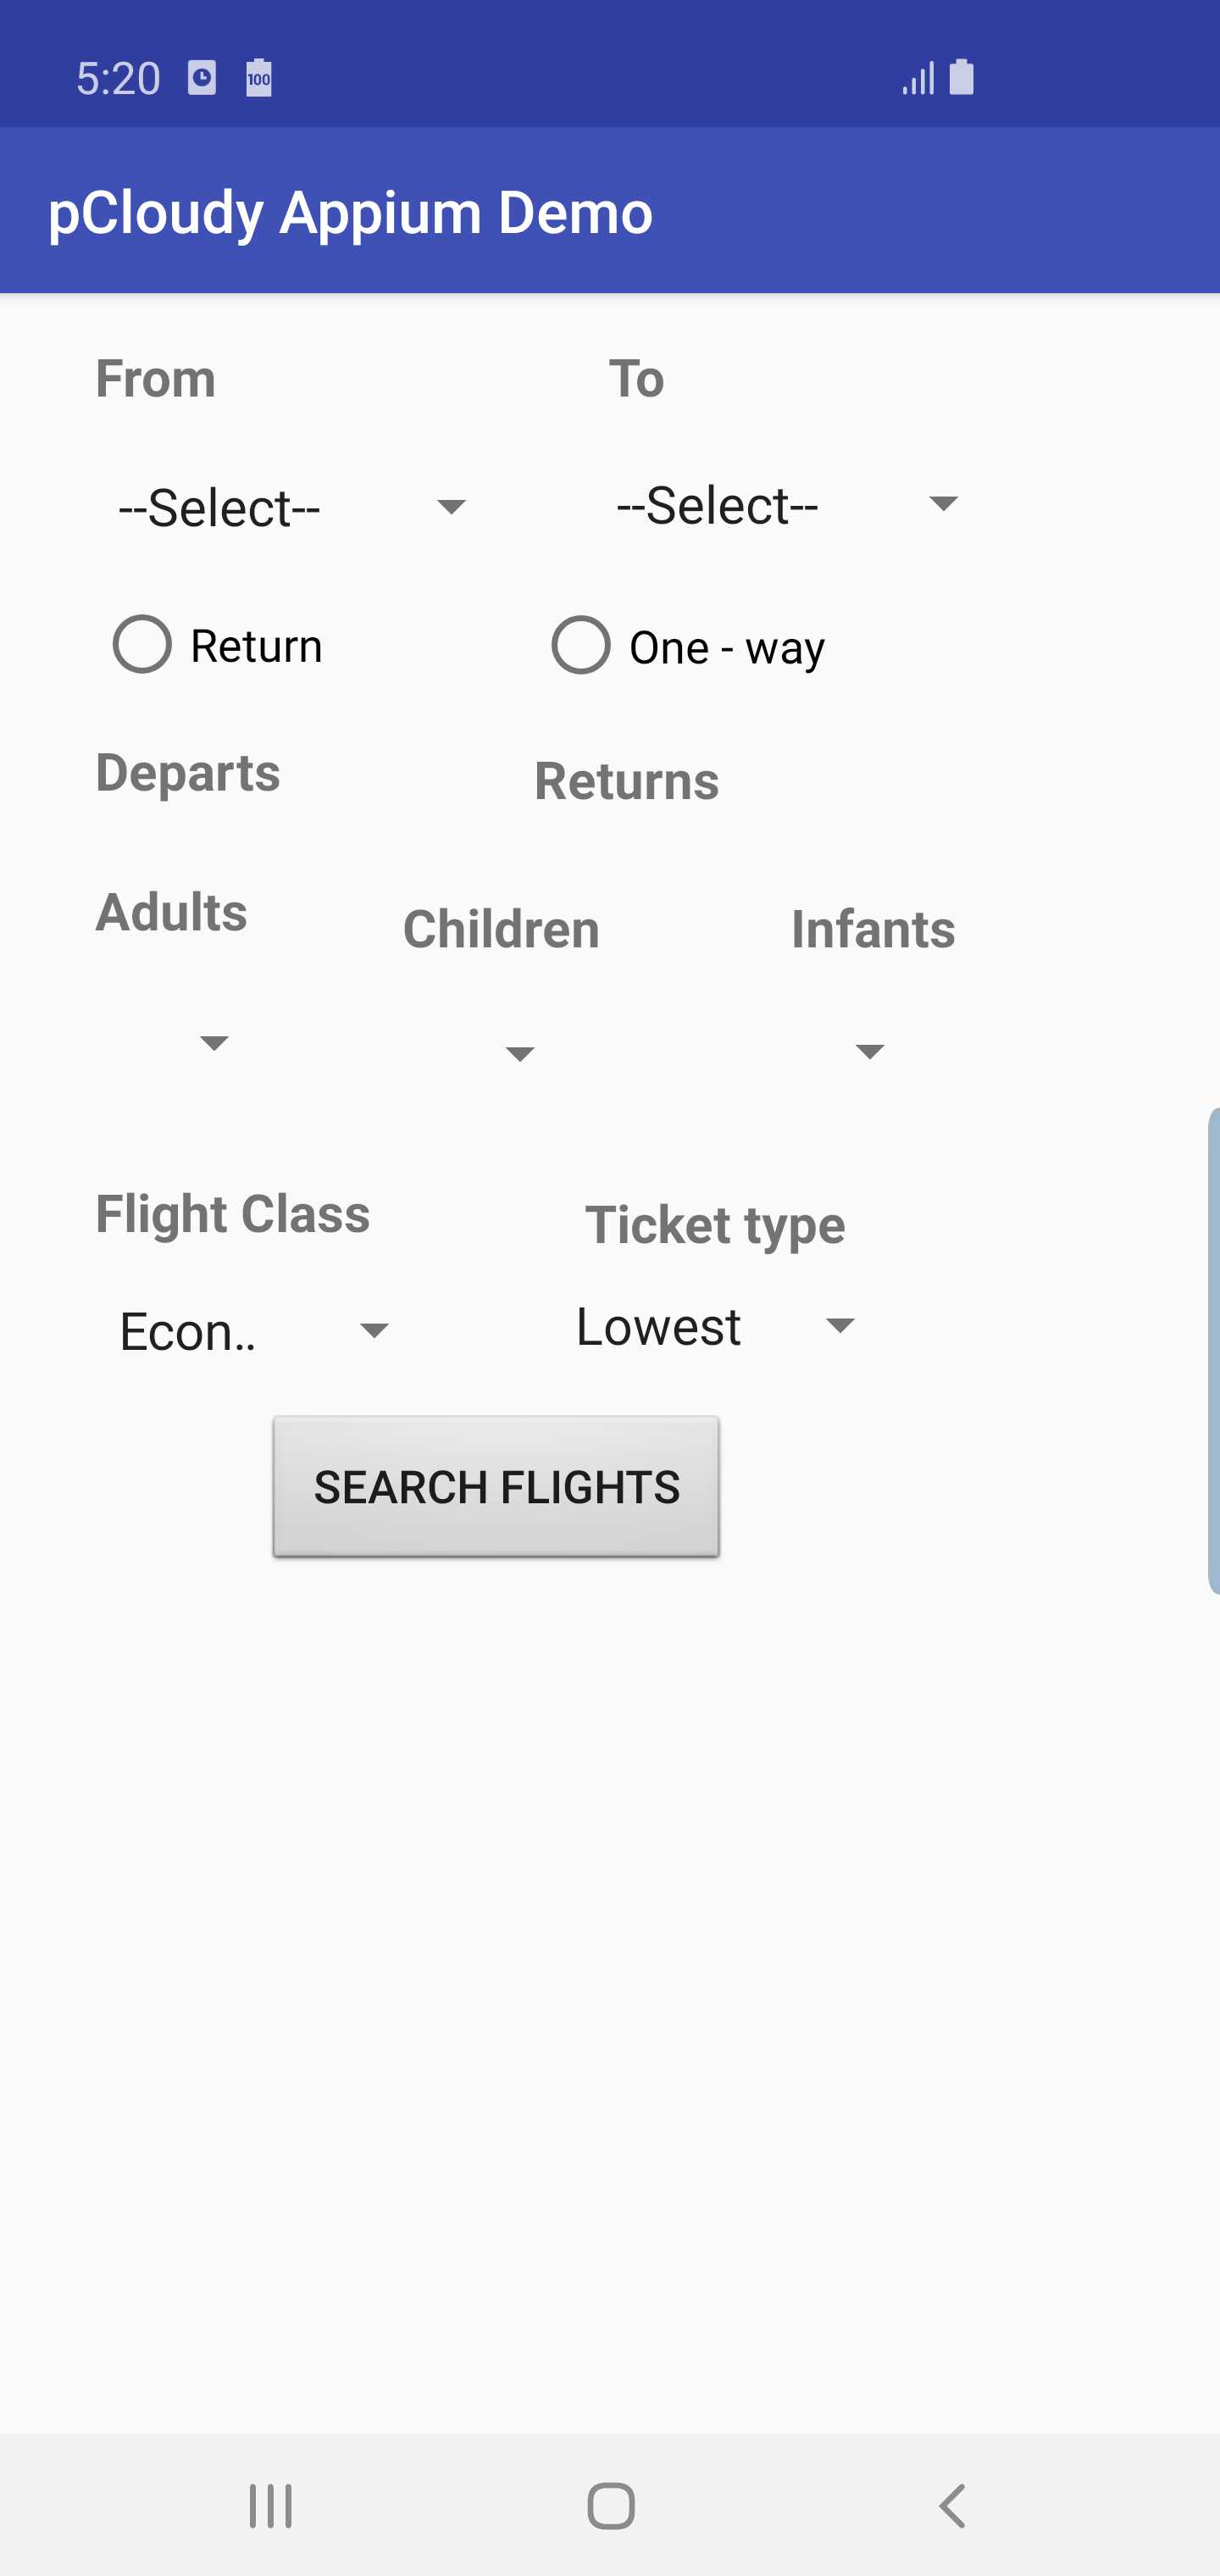 5:20 100
pCloudy Appium Demo
From To
--Select-- --Select--
Return One - way
Departs Returns
Adults Children Infants
Flight Class Ticket type
Econ.. Lowest
SEARCH FLIGHTS